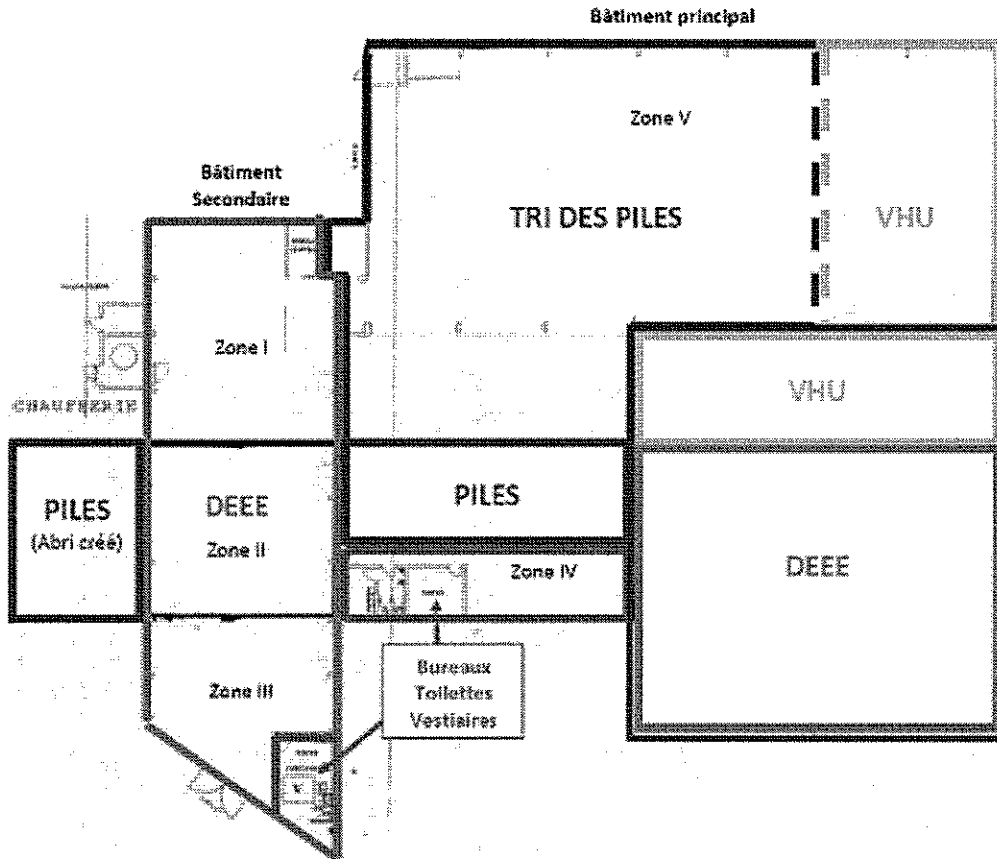 Bâtiment principal
Zone V
Bâtiment
Secondaire
TRI DES PILES
VHU
Zone I
VHU
CHAUFFERIE
PILES
(Abri créé)
DEEE
Zone II
PILES
Zone IV
DEEE
Bureaux
Toilettes
Vestiaires
Zone III